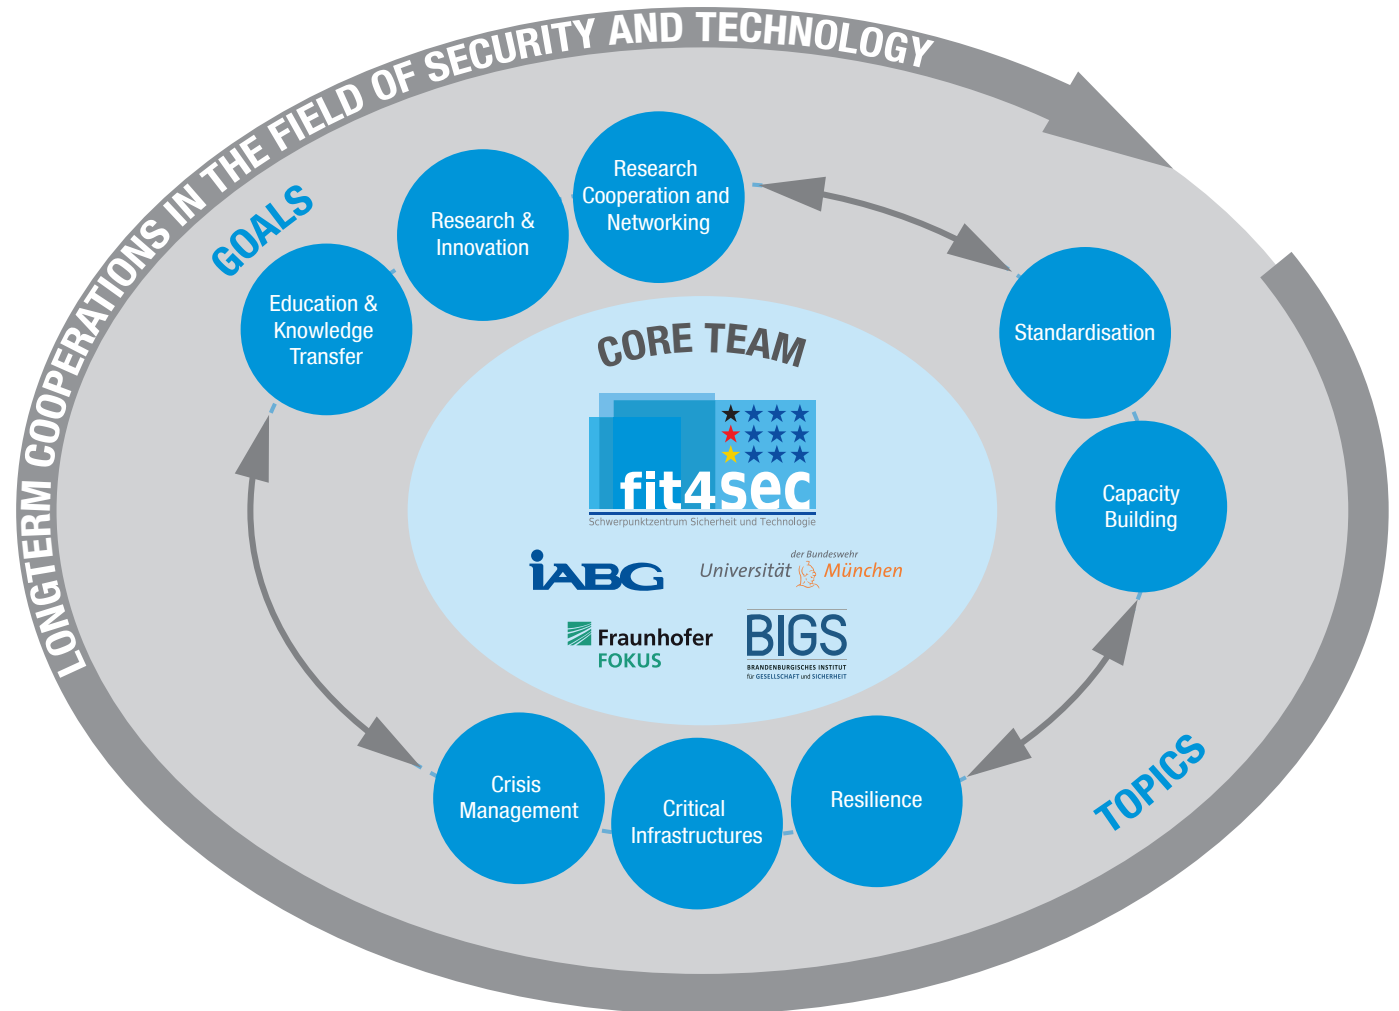 LONGTERM COOPERATIONS IN THE FIELD OF SECURITY AND TECHNOLOGY
GOALS
Research
Cooperation and
Networking
Research &
Innovation
Education &
Knowledge
Transfer
Standardisation
Capacity
Building
CORE TEAM
fit4sec
Schwerpunktzentrum Sicherheit und Technologie
iABG
der Bundeswehr
Universität München
Fraunhofer
FOKUS
BIGS
BRANDENBURGISCHES INSTITUT
für GESELLSCHAFT und SICHERHEIT
Crisis
Management
Critical
Infrastructures
Resilience
TOPICS